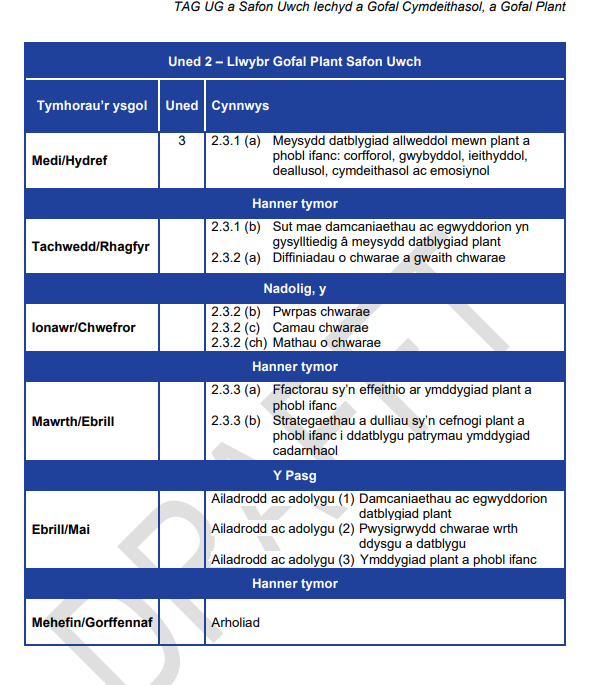 TAG UG a Safon Uwch Iechyd a Gofal Cymdeithasol, a Gofal Plant
Uned 2 – Llwybr Gofal Plant Safon Uwch
Tymhorau'r ysgol Uned Cynnwys
Medi/Hydref 3 2.3.1 (a) Meysydd datblygiad allweddol mewn plant a
phobl ifanc: corfforol, gwybyddol, ieithyddol,
deallusol, cymdeithasol ac emosiynol
Hanner tymor
Tachwedd/Rhagfyr 2.3.1 (b) Sut mae damcaniaethau ac egwyddorion yn
gysylltiedig â meysydd datblygiad plant
2.3.2 (a) Diffiniadau o chwarae a gwaith chwarae
Nadolig, y
Ionawr/Chwefror 2.3.2 (b) Pwrpas chwarae
2.3.2 (c) Camau chwarae
2.3.2 (ch) Mathau o chwarae
Hanner tymor
Mawrth/Ebrill 2.3.3 (a) Ffactorau sy'n effeithio ar ymddygiad plant a
phobl ifanc
2.3.3 (b) Strategaethau a dulliau sy'n cefnogi plant a
phobl ifanc i ddatblygu patrymau ymddygiad
cadarnhaol
Y Pasg
Ebrill/Mai Ailadrodd ac adolygu (1) Damcaniaethau ac egwyddorion
datblygiad plant
Ailadrodd ac adolygu (2) Pwysigrwydd chwarae wrth
ddysgu a datblygu
Ailadrodd ac adolygu (3) Ymddygiad plant a phobl ifanc
Hanner tymor
Mehefin/Gorffennaf Arholiad
DRAFFT